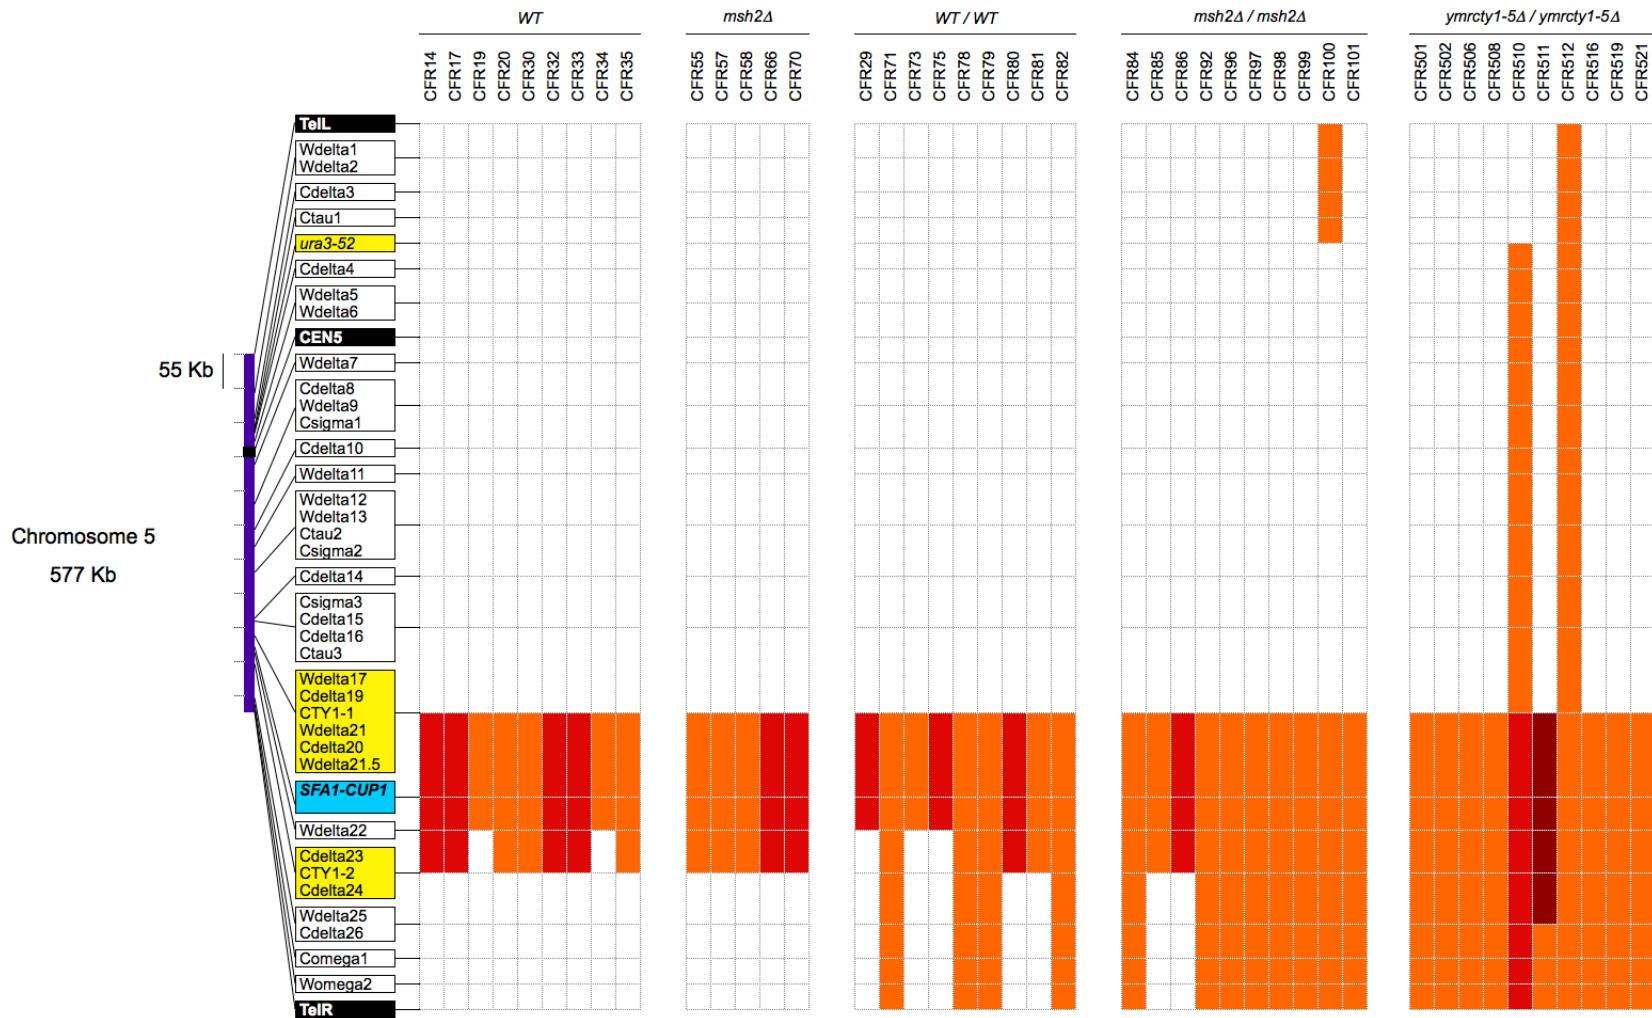 WT
msh2Δ
WT / WT
msh2Δ / msh2Δ
ymrcty1-5Δ / ymrcty1-5Δ
CFR14
CFR17
CFR19
CFR20
CFR30
CFR32
CFR33
CFR34
CFR35
CFR55
CFR57
CFR58
CFR66
CFR70
CFR29
CFR71
CFR73
CFR75
CFR78
CFR79
CFR80
CFR81
CFR82
CFR84
CFR85
CFR86
CFR92
CFR96
CFR97
CFR98
CFR99
CFR100
CFR101
CFR501
CFR502
CFR506
CFR508
CFR510
CFR511
CFR512
CFR516
CFR519
CFR521
TelL
Wdelta1
Wdelta2
Cdelta3
Ctau1
ura3-52
Cdelta4
Wdelta5
Wdelta6
CEN5
Wdelta7
Cdelta8
Wdelta9
Csigma1
Cdelta10
Wdelta11
Wdelta12
Wdelta13
Ctau2
Csigma2
Cdelta14
Csigma3
Cdelta15
Cdelta16
Ctau3
Wdelta17
Cdelta19
CTY1-1
Wdelta21
Cdelta20
Wdelta21.5
SFA1-CUP1
Wdelta22
Cdelta23
CTY1-2
Cdelta24
Wdelta25
Cdelta26
Comega1
Womega2
TelR
55 Kb
Chromosome 5
577 Kb